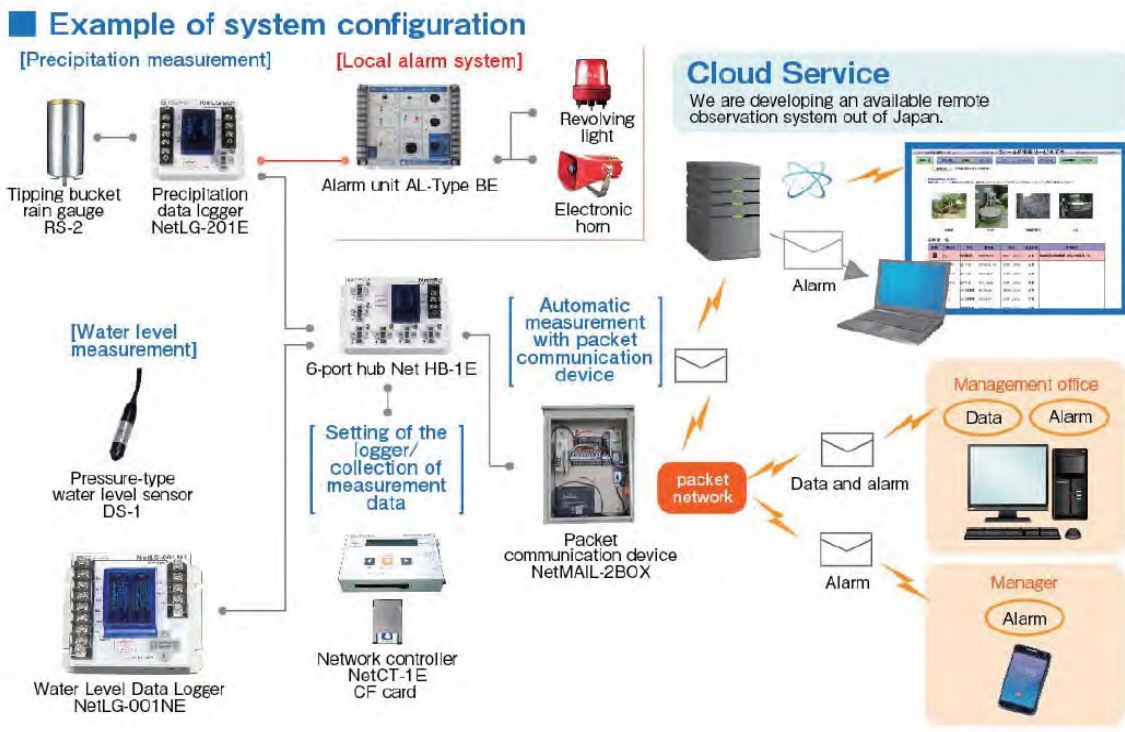 Example of system configuration
[Precipitation measurement]
Tipping bucket
rain gauge
RS-2
Precipitation
data logger
NetLG-201E
[Local alarm system]
Alarm unit AL-Type BE
Revolving
light
Electronic
horn
Cloud Service
We are developing an available remote
observation system out of Japan.
Alarm
[Water level
measurement]
Pressure-type
water level sensor
DS-1
NetLG-001NE
Water Level Data Logger
NetLG-001NE
6-port hub Net HB-1E
[Setting of the
logger/
collection of
measurement
data]
Network controller
NetCT-1E
CF card
[Automatic
measurement
with packet
communication
device]
Packet
communication device
NetMAIL-2BOX
packet
network
Data and alarm
Alarm
Management office
Data
Alarm
Manager
Alarm